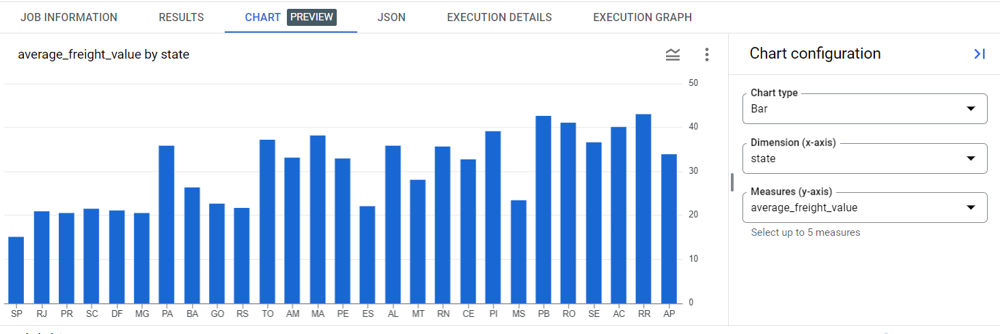 JOB INFORMATION RESULTS CHART PREVIEW JSON EXECUTION DETAILS EXECUTION GRAPH
average_freight_value by state
50
40
30
20
10
0
SP RJ PR SC DF MG PA BA GO RS TO AM MA PE ES AL MT RN CE PI MS PB RO SE AC RR AP
Chart configuration
Chart type
Bar
Dimension (x-axis)
state
Measures (y-axis)
average_freight_value
Select up to 5 measures